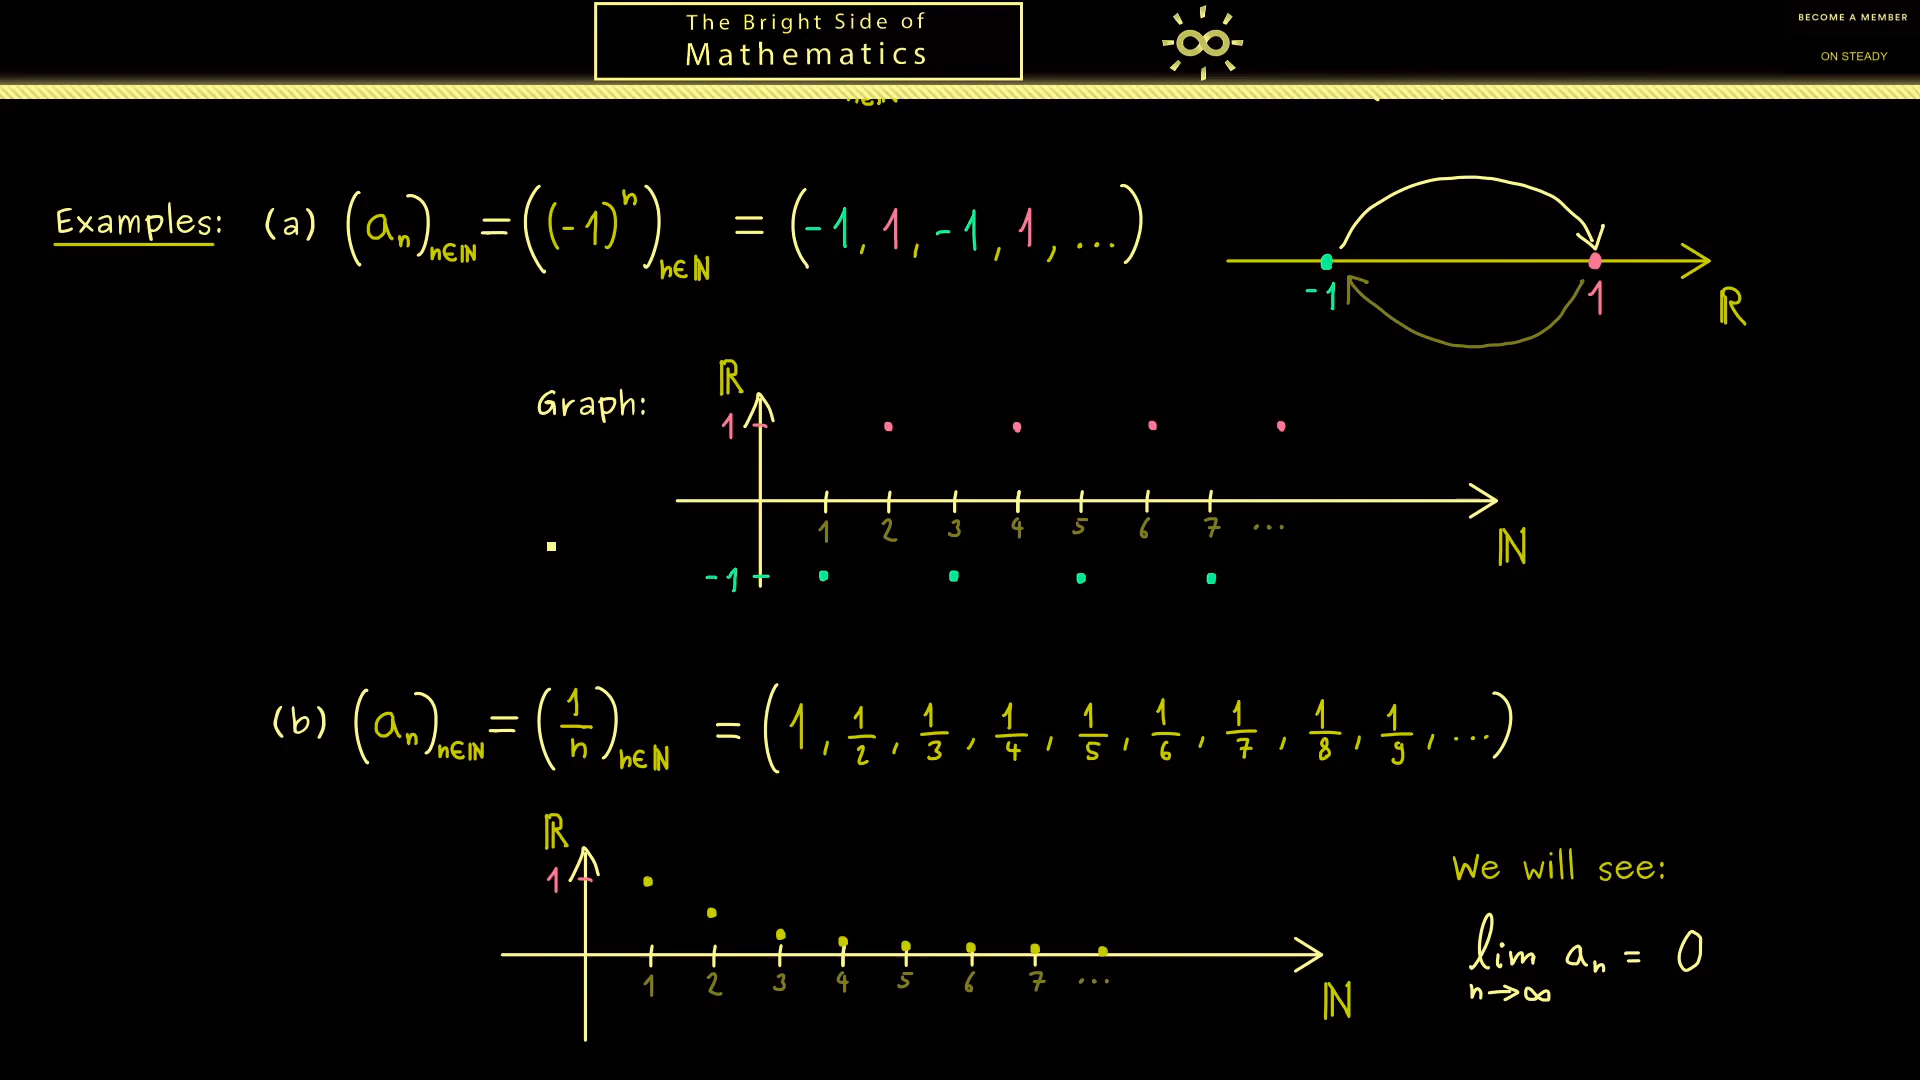 The Bright Side of
Mathematics
BECOME A MEMBER
ON STEADY
Examples: (a) (aₙ)ₙ∈ℕ = ((-1)ⁿ)ₙ∈ℕ = (-1, 1, -1, 1, ...)
-1 1 ℝ
Graph:
ℝ
1
1 2 3 4 5 6 7 ...
ℕ
-1
(b) (aₙ)ₙ∈ℕ = (1/n)ₙ∈ℕ = (1, 1/2, 1/3, 1/4, 1/5, 1/6, 1/7, 1/8, 1/9, ...)
ℝ
1
1 2 3 4 5 6 7 ...
ℕ
We will see:
lim aₙ = 0
n→∞